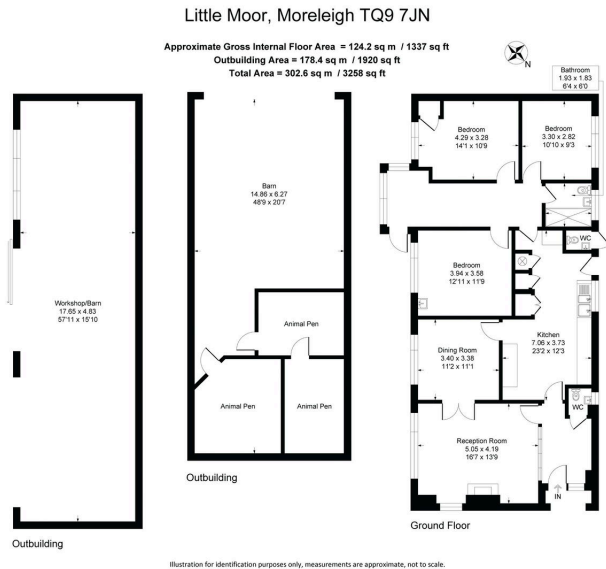 Little Moor, Moreleigh TQ9 7JN
Approximate Gross Internal Floor Area = 124.2 sq m / 1337 sq ft
Outbuilding Area = 178.4 sq m / 1920 sq ft
Total Area = 302.6 sq m / 3258 sq ft
N
Bathroom
1.93 x 1.83
6'4 x 6'0
Bedroom
4.29 x 3.28
14'1 x 10'9
Bedroom
3.30 x 2.82
10'10 x 9'3
Barn
14.86 x 6.27
48'9 x 20'7
WC
Bedroom
3.94 x 3.58
12'11 x 11'9
Workshop/Barn
17.65 x 4.83
57'11 x 15'10
Animal Pen
Kitchen
7.06 x 3.73
23'2 x 12'3
Dining Room
3.40 x 3.38
11'2 x 11'1
Animal Pen
Animal Pen
WC
Reception Room
5.05 x 4.19
16'7 x 13'9
IN
Outbuilding
Ground Floor
Outbuilding
Illustration for identification purposes only, measurements are approximate, not to scale.